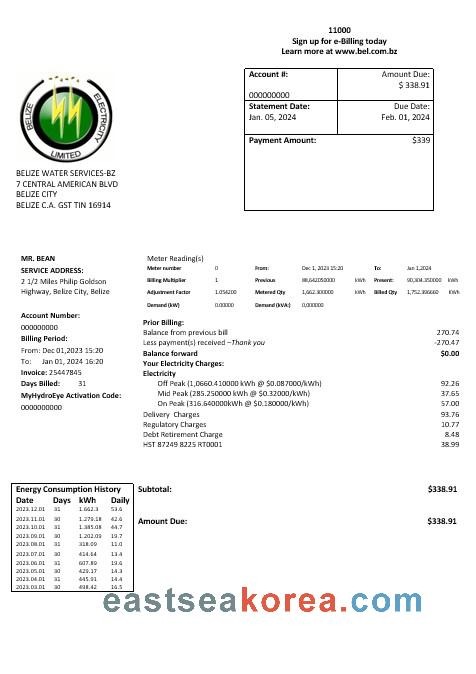 11000
Sign up for e-Billing today
Learn more at www.bel.com.bz
Account #: Amount Due:
$ 338.91
000000000
Statement Date: Due Date:
Jan. 05, 2024 Feb. 01, 2024
Payment Amount: $339
BELIZE ELECTRICITY LIMITED
BELIZE WATER SERVICES-BZ
7 CENTRAL AMERICAN BLVD
BELIZE CITY
BELIZE C.A. GST TIN 16914
MR. BEAN
SERVICE ADDRESS:
2 1/2 Miles Philip Goldson
Highway, Belize City, Belize
Account Number:
000000000
Billing Period:
From: Dec 01,2023 15:20
To: Jan 01, 2024 16:20
Invoice: 25447845
Days Billed: 31
MyHydroEye Activation Code:
0000000000
Meter Reading(s)
Meter number 0 From: Dec 1, 2023 15:20 To: Jan 1,2024
Billing Multiplier 1 Previous 88,642050000 kWh Present: 90,304.350000 kWh
Adjustment Factor 1.054200 Metered Qty 1,662.300000 kWh Billed Qty 1,752.396660 kWh
Demand (kW) 0.00000 Demand (kVA:) 0,000000
Prior Billing:
Balance from previous bill 270.74
Less payment(s) received –Thank you -270.47
Balance forward $0.00
Your Electricity Charges:
Electricity
Off Peak (1,0660.410000 kWh @ $0.087000/kWh) 92.26
Mid Peak (285.250000 kWh @ $0.32000/kWh) 37.65
On Peak (316.640000kWh @ $0.180000/kWh) 57.00
Delivery Charges 93.76
Regulatory Charges 10.77
Debt Retirement Charge 8.48
HST 87249 8225 RT0001 38.99
Energy Consumption History
Date Days kWh Daily
2023.12.01 31 1.662.3 53.6
2023.11.01 30 1.279.18 42.6
2023.10.01 31 1.385.08 44.7
2023.09.01 30 1.202.09 19.7
2023.08.01 31 318.09 11.0
2023.07.01 30 414.64 13.4
2023.06.01 31 607.89 19.6
2023.05.01 30 429.17 14.3
2023.04.01 31 445.91 14.4
2023.03.01 30 498.42 16.5
Subtotal: $338.91
Amount Due: $338.91
eastseakorea.com